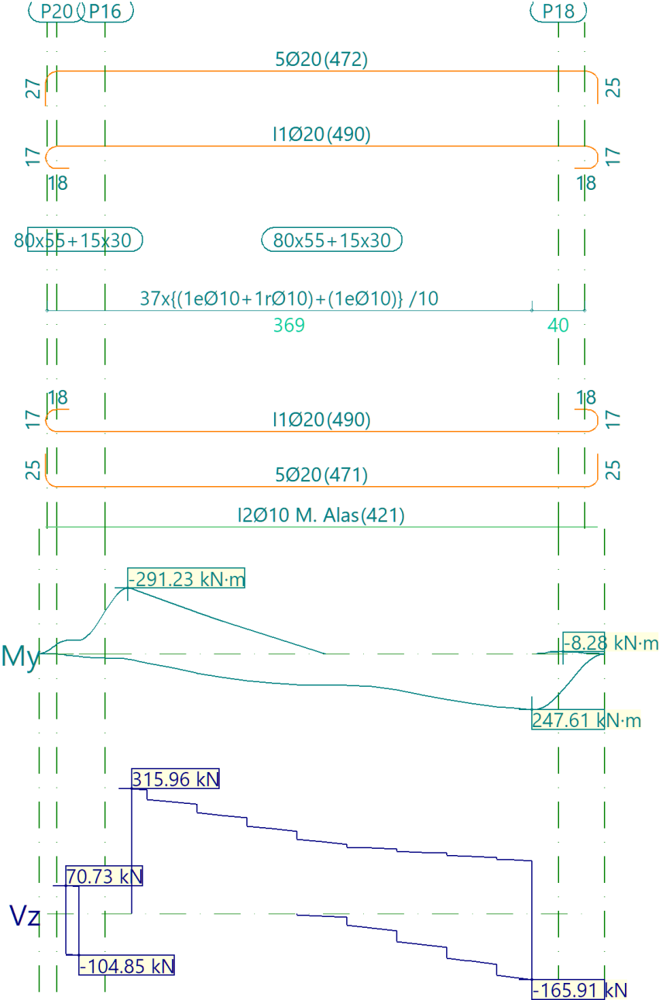 P20 P16 P18
5Ø20(472)
27 25
l1Ø20(490)
17 17
18 18
80x55+15x30 80x55+15x30
37x{(1eØ10+1rØ10)+(1eØ10)} /10
369 40
18 18
17 l1Ø20(490) 17
25 5Ø20(471) 25
l2Ø10 M. Alas(421)
-291.23 kN·m
-8.28 kN·m
My
247.61 kN·m
315.96 kN
70.73 kN
Vz
-104.85 kN
-165.91 kN